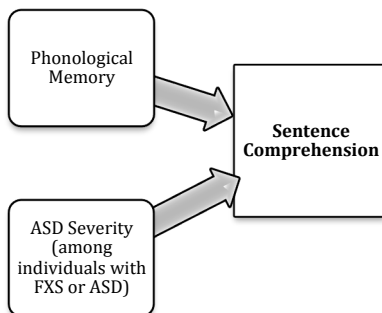 Phonological
Memory
Sentence
Comprehension
ASD Severity
(among
individuals with
FXS or ASD)